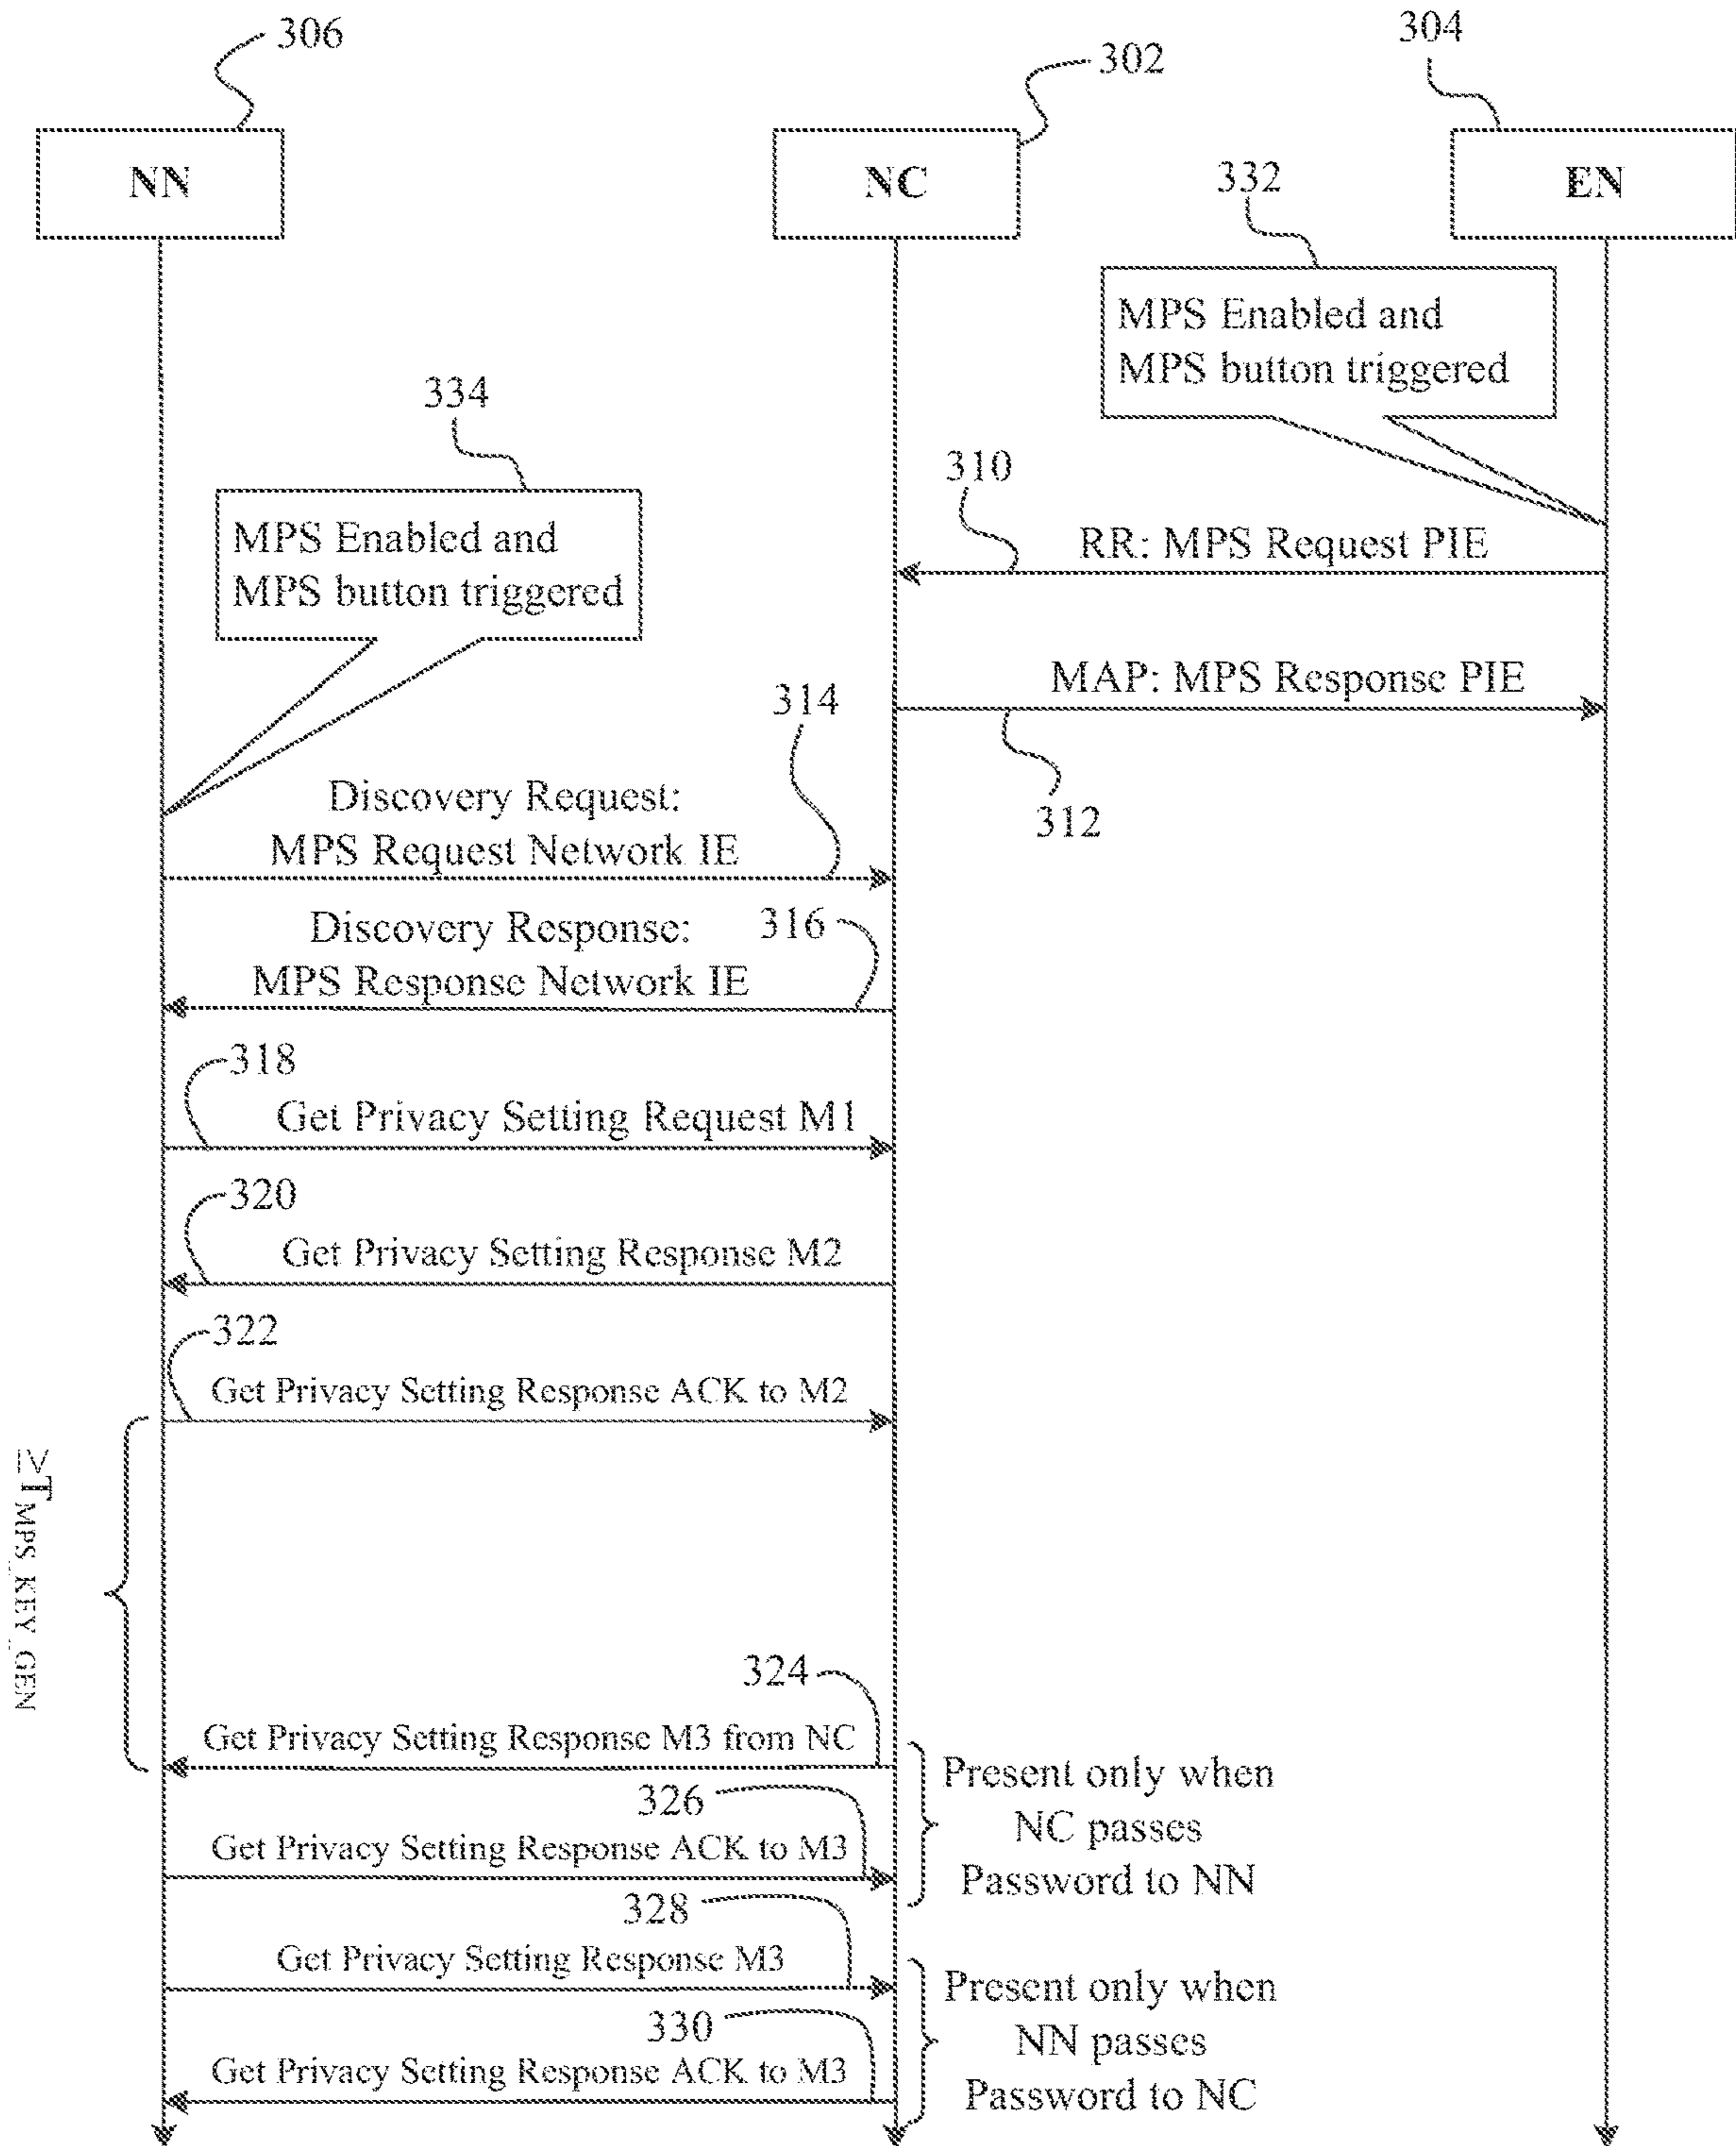 306
302
304
NN
NC
EN
332
MPS Enabled and
MPS button triggered
334
MPS Enabled and
MPS button triggered
310
RR: MPS Request PIE
MAP: MPS Response PIE
312
314
Discovery Request:
MPS Request Network IE
316
Discovery Response:
MPS Response Network IE
318
Get Privacy Setting Request M1
320
Get Privacy Setting Response M2
322
Get Privacy Setting Response ACK to M2
≥TMPS_KEY_GEN
324
Get Privacy Setting Response M3 from NC
326
Get Privacy Setting Response ACK to M3
Present only when
NC passes
Password to NN
328
Get Privacy Setting Response M3
330
Get Privacy Setting Response ACK to M3
Present only when
NN passes
Password to NC